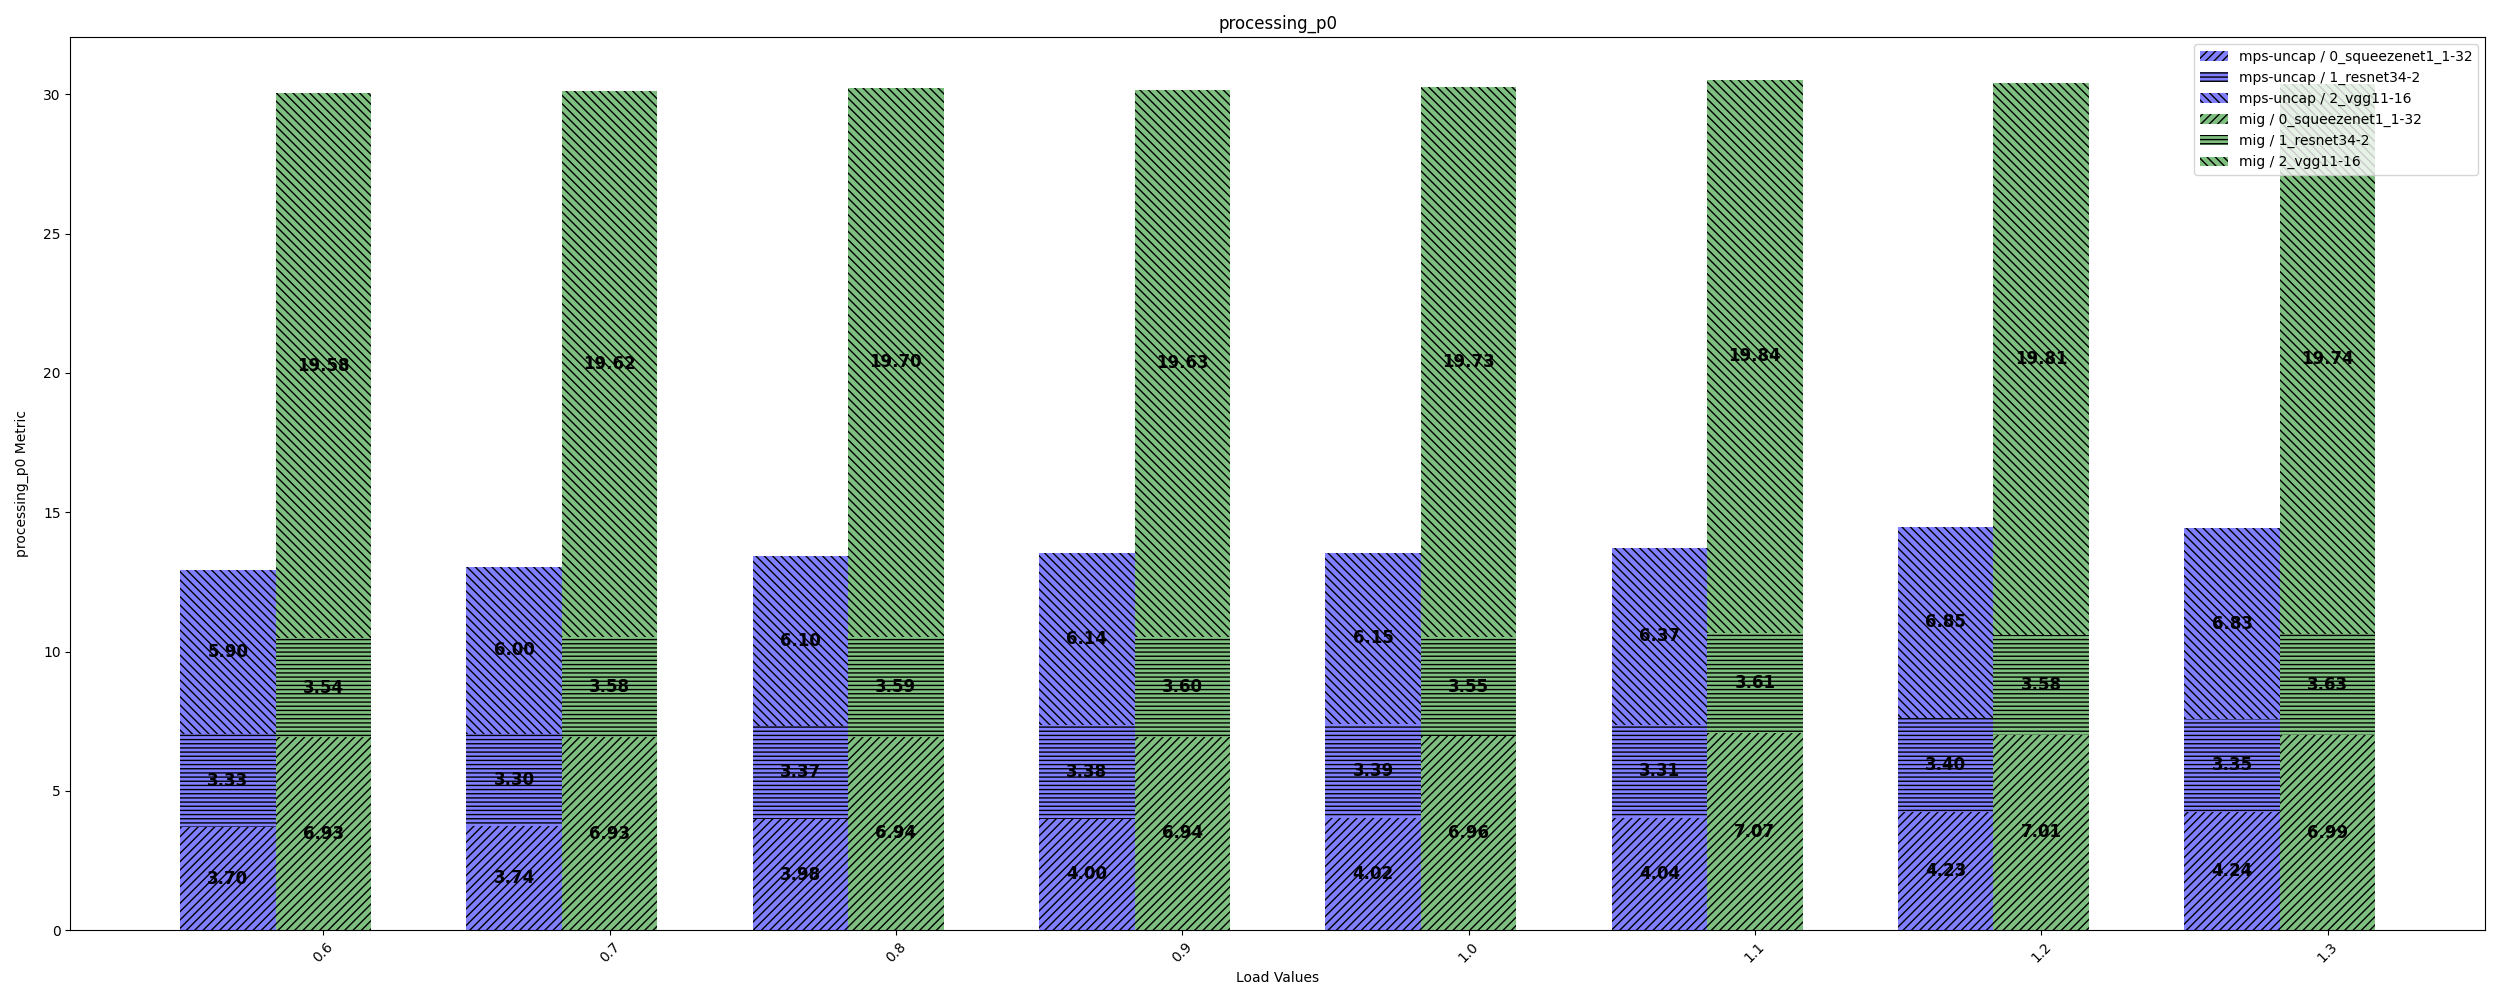 processing_p0
mps-uncap / 0_squeezenet1_1-32
mps-uncap / 1_resnet34-2
mps-uncap / 2_vgg11-16
mig / 0_squeezenet1_1-32
mig / 1_resnet34-2
mig / 2_vgg11-16
processing_p0 Metric
30
25
20
15
10
5
0
19.58 19.62 19.70 19.63 19.73 19.84 19.81 19.74
5.90 6.00 6.10 6.14 6.15 6.37 6.85 6.83
3.54 3.58 3.59 3.60 3.55 3.61 3.58 3.63
3.33 3.30 3.37 3.38 3.39 3.31 3.40 3.35
6.93 6.93 6.94 6.94 6.96 7.07 7.01 6.99
3.70 3.74 3.98 4.00 4.02 4.04 4.23 4.24
0.6 0.7 0.8 0.9 1.0 1.1 1.2 1.3
Load Values